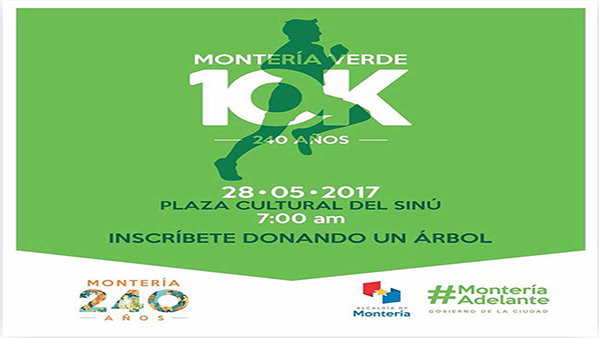 MONTERÍA VERDE
10K
240 AÑOS
28•05•2017
PLAZA CULTURAL DEL SINÚ
7:00 am
INSCRÍBETE DONANDO UN ÁRBOL
MONTERÍA
240
AÑOS
ALCALDÍA DE
Montería
#Montería
Adelante
GOBIERNO DE LA CIUDAD